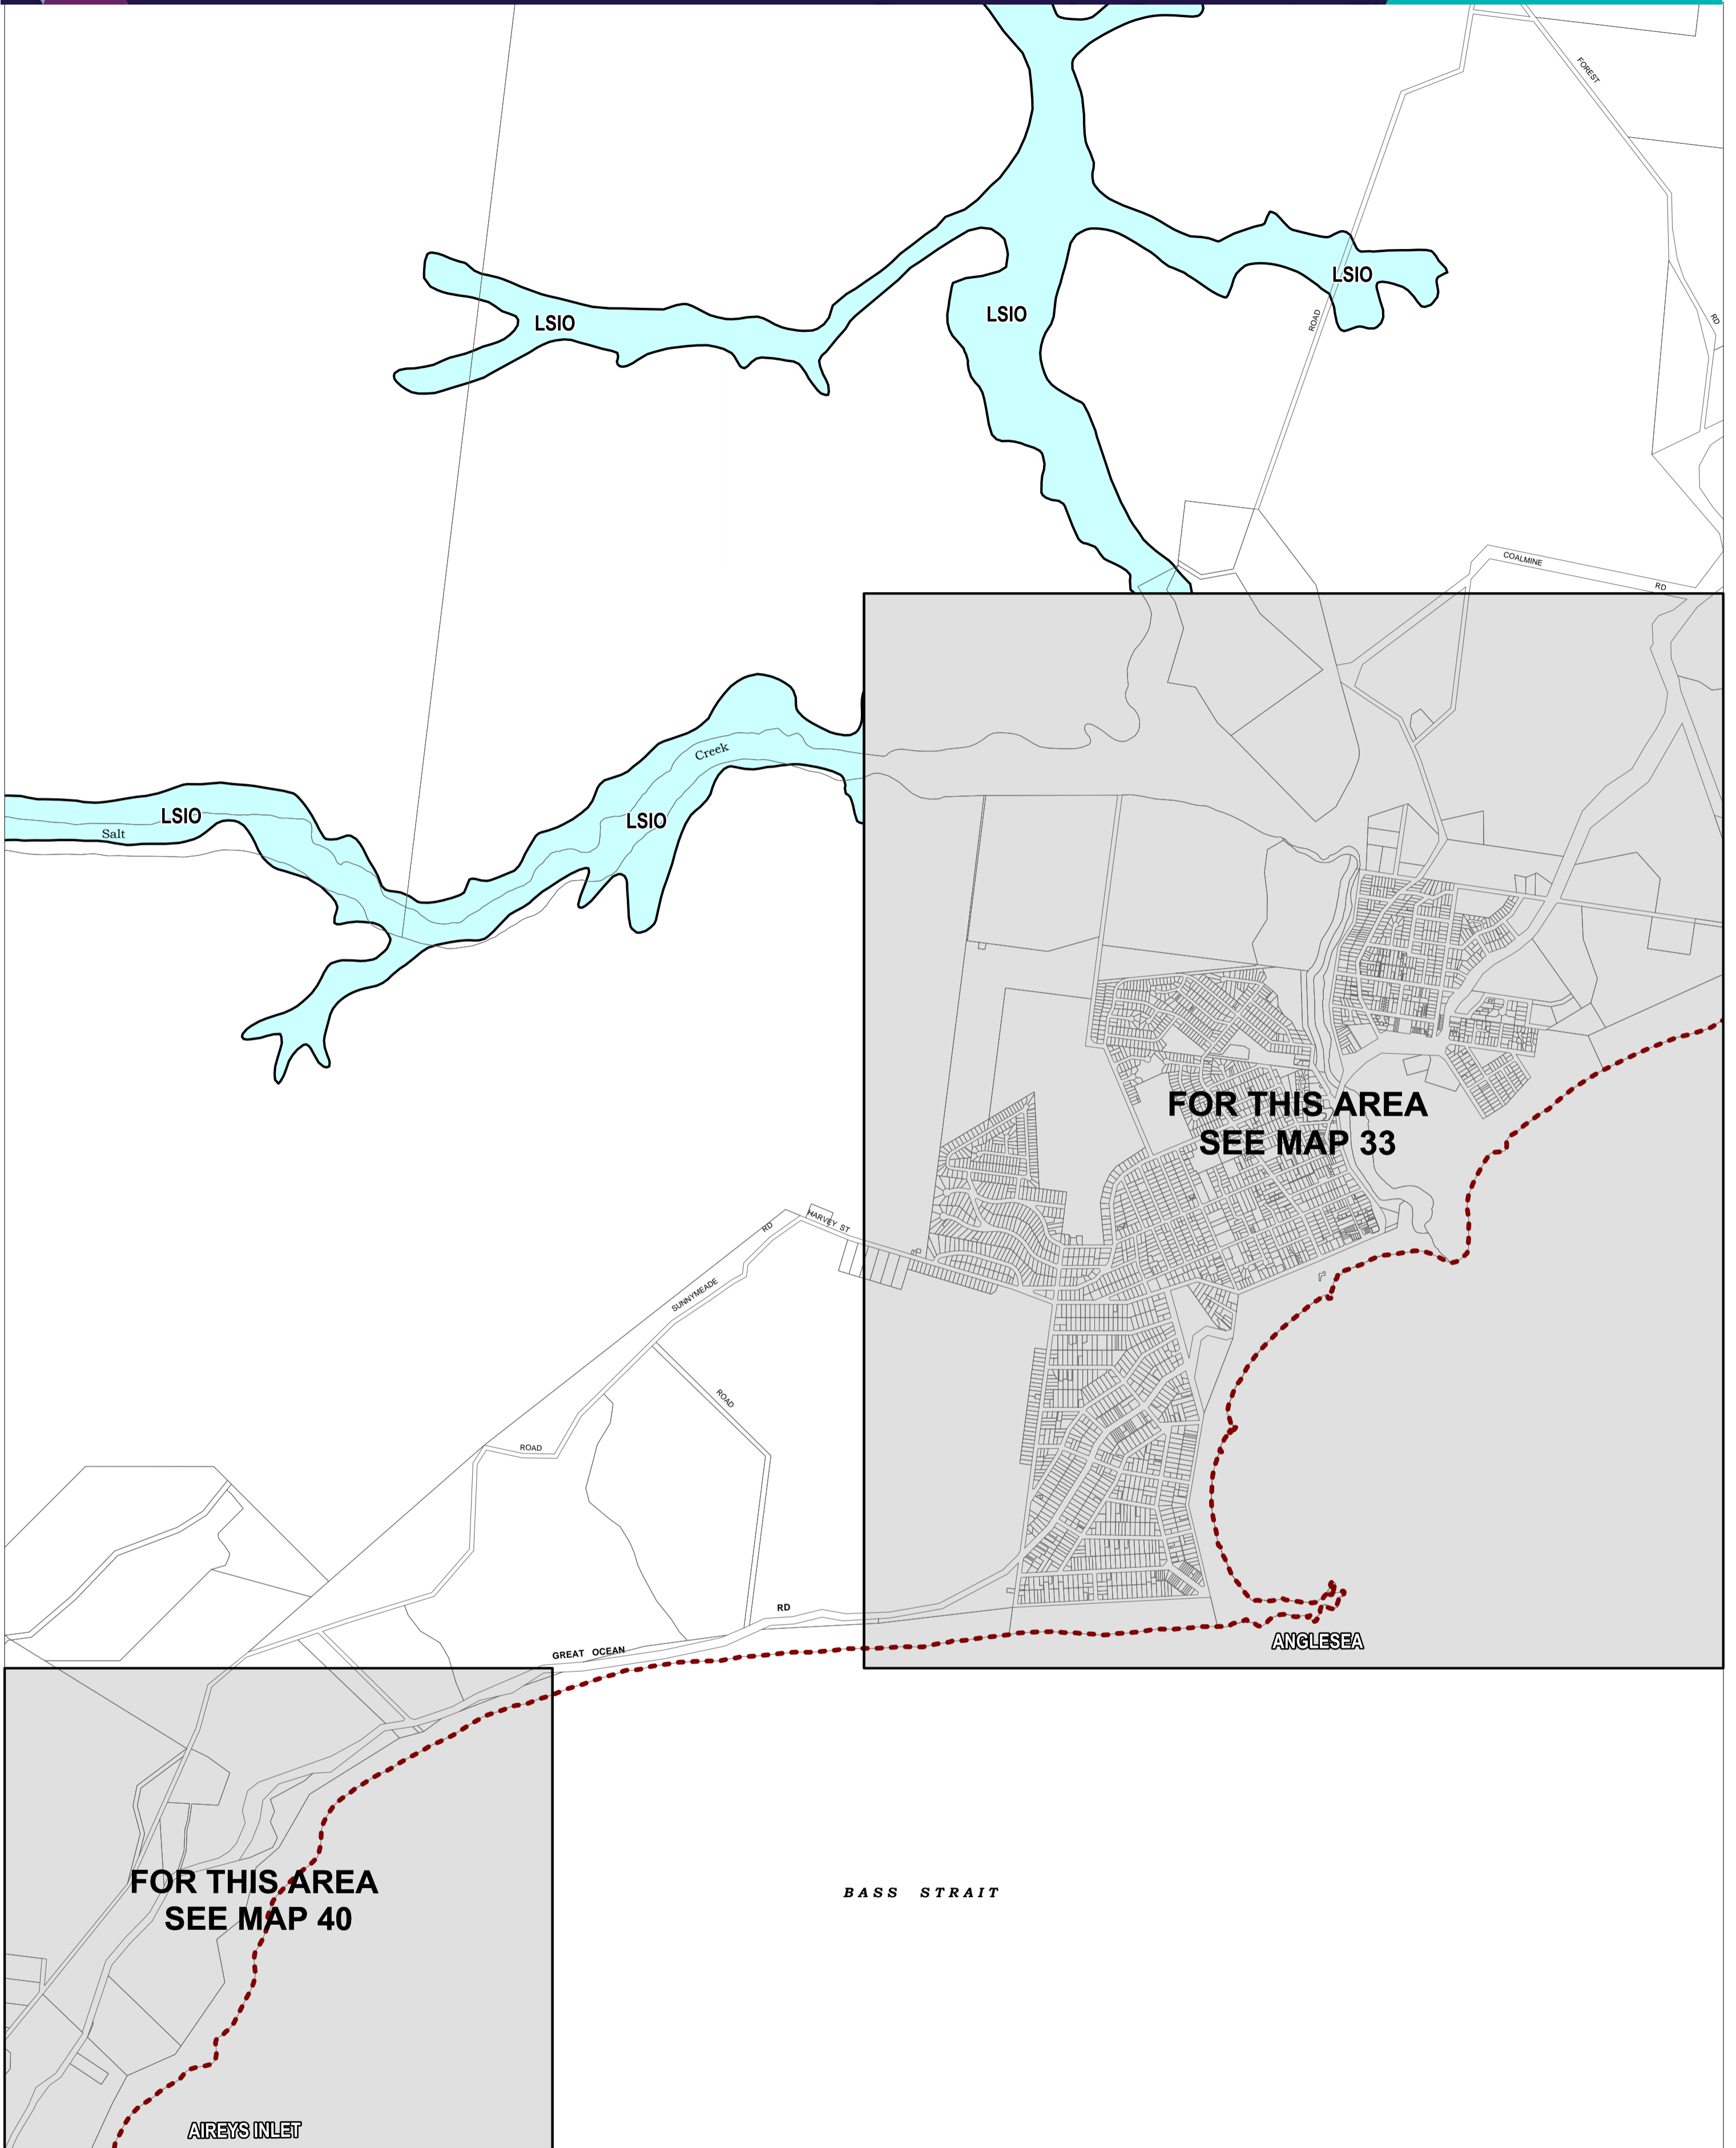 FOREST
RD
LSIO
LSIO
LSIO
ROAD
COALMINE
RD
Creek
LSIO
LSIO
Salt
FOR THIS AREA
SEE MAP 33
HARVEY ST
RD
SUNNYMEADE
ROAD
ROAD
RD
GREAT OCEAN
ANGLESEA
FOR THIS AREA
SEE MAP 40
BASS STRAIT
AIREYS INLET